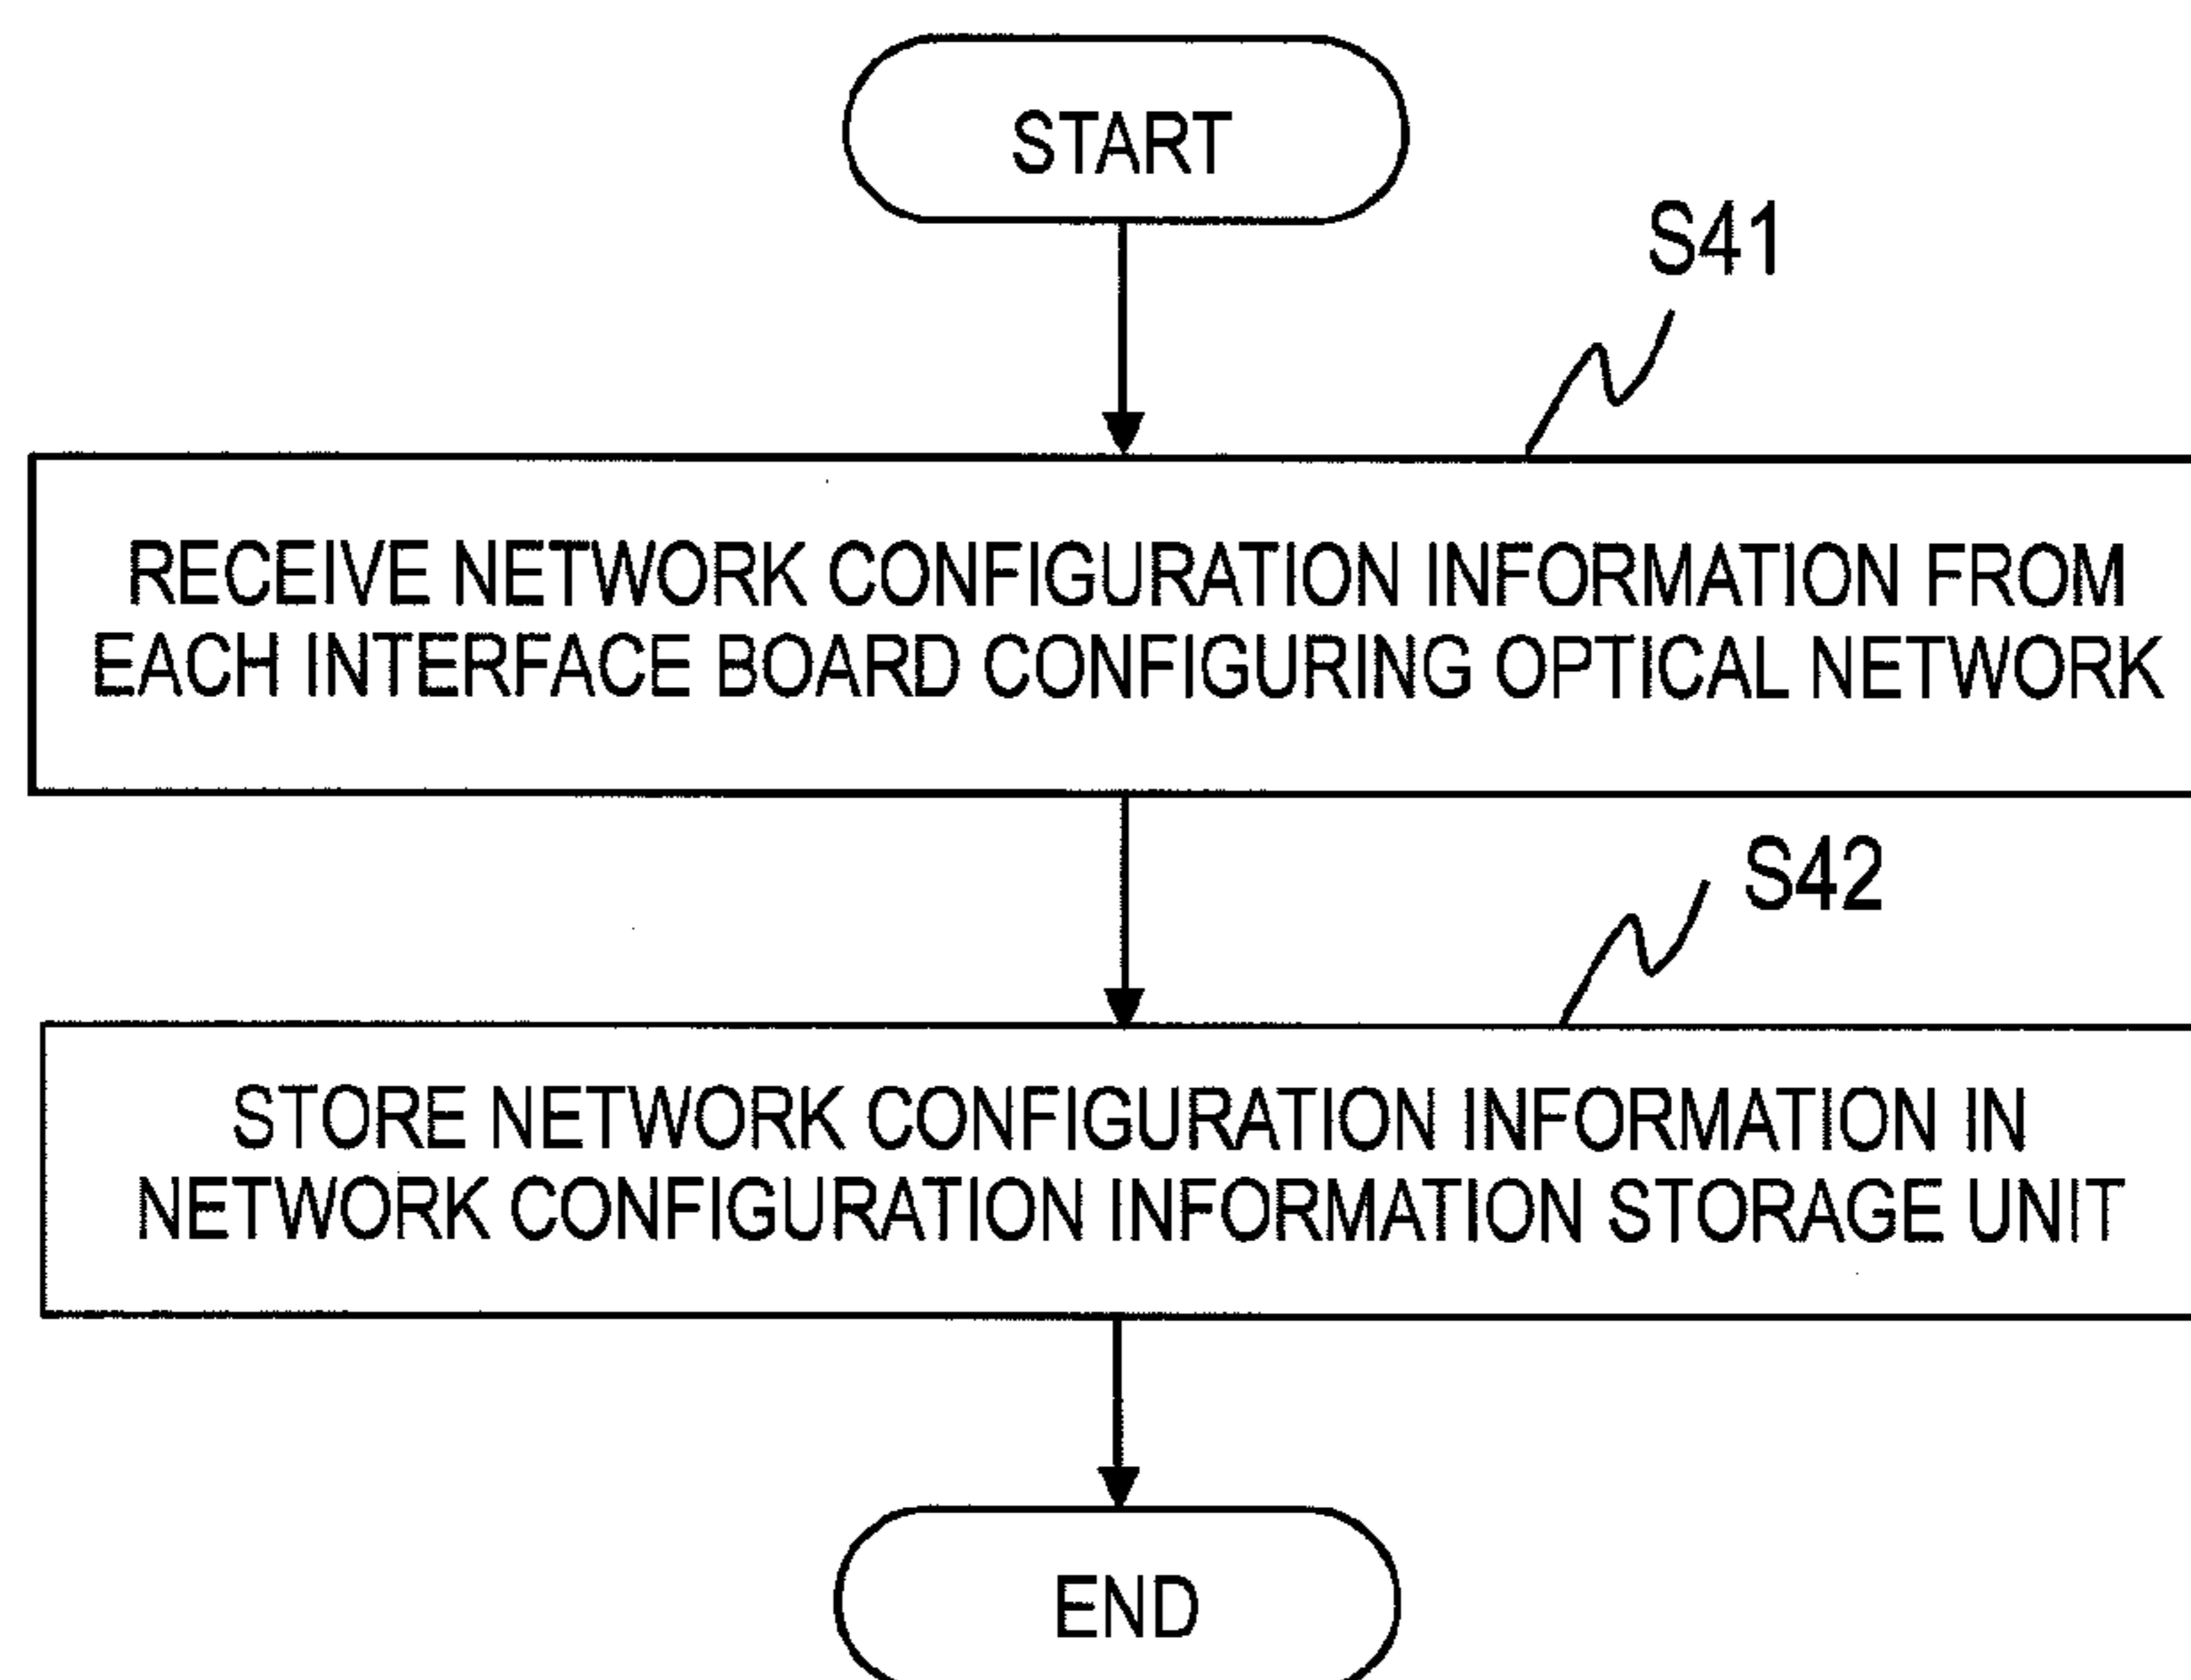 START
S41
RECEIVE NETWORK CONFIGURATION INFORMATION FROM
EACH INTERFACE BOARD CONFIGURING OPTICAL NETWORK
S42
STORE NETWORK CONFIGURATION INFORMATION IN
NETWORK CONFIGURATION INFORMATION STORAGE UNIT
END